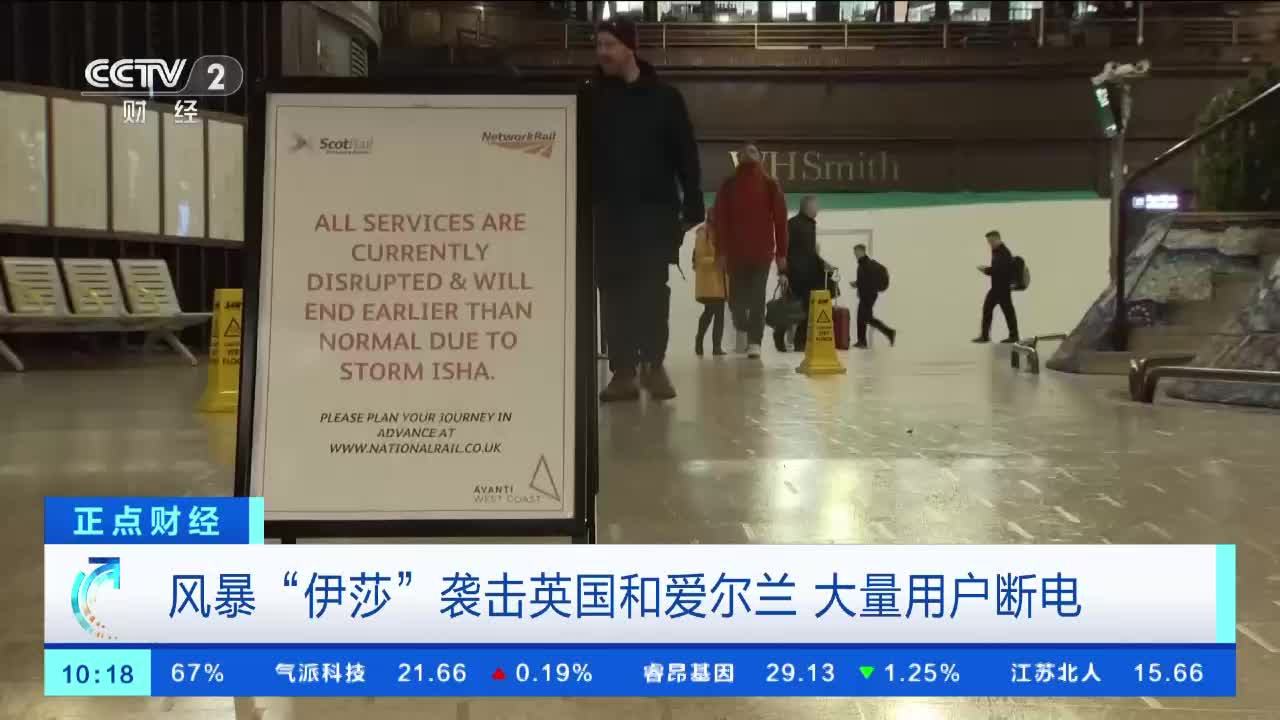 CCTV 2
财 经
ScotRail
NetworkRail
ALL SERVICES ARE
CURRENTLY
DISRUPTED & WILL
END EARLIER THAN
NORMAL DUE TO
STORM ISHA.
PLEASE PLAN YOUR JOURNEY IN
ADVANCE AT
WWW.NATIONALRAIL.CO.UK
AVANTI
WEST COAST
WHSmith
正点财经
风暴“伊莎”袭击英国和爱尔兰 大量用户断电
10:18 67% 气派科技 21.66 ▲ 0.19% 睿昂基因 29.13 ▼ 1.25% 江苏北人 15.66